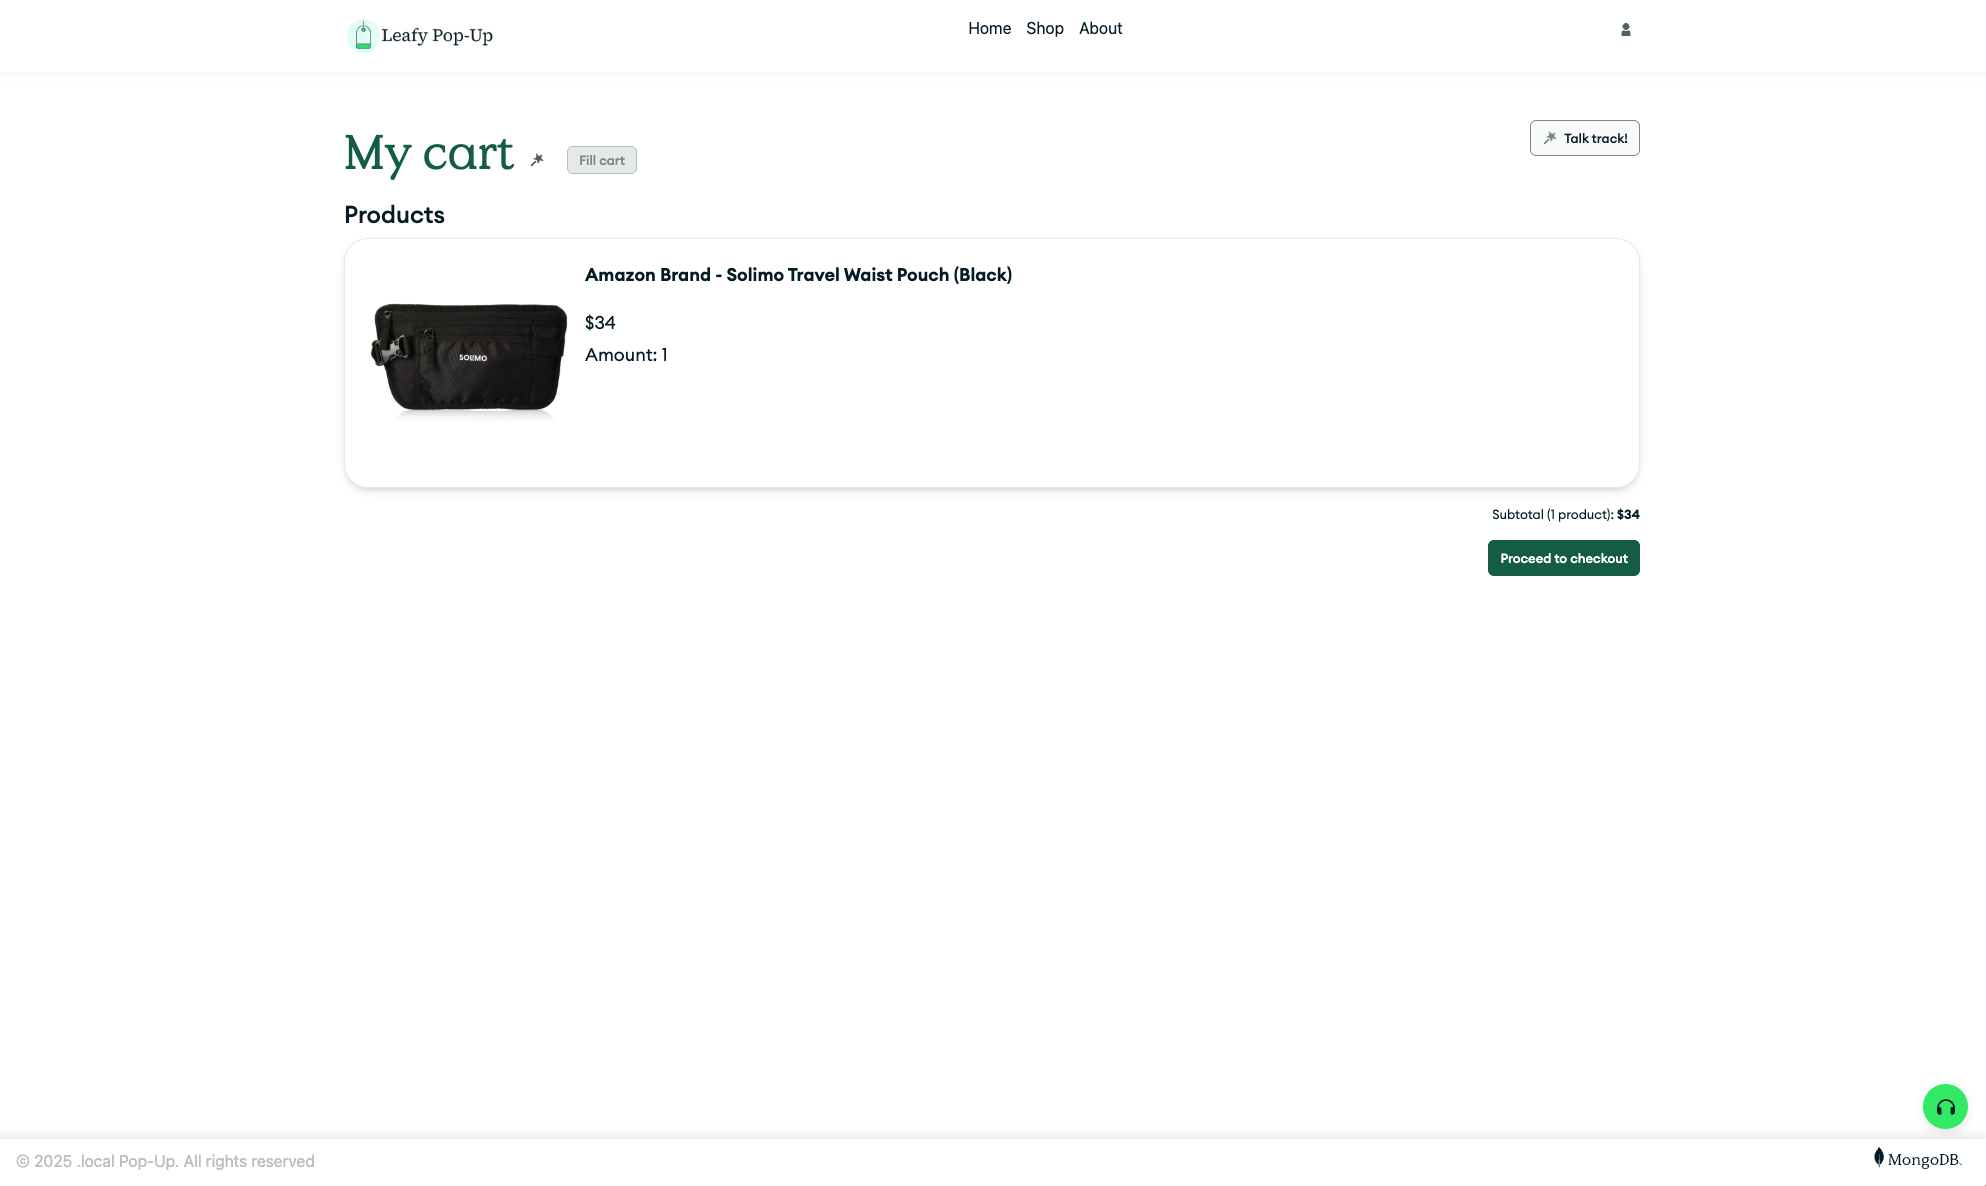 Leafy Pop-Up
Home Shop About
My cart
Fill cart
Talk track!
Products
Amazon Brand - Solimo Travel Waist Pouch (Black)
$34
Amount: 1
SOLIMO
Subtotal (1 product): $34
Proceed to checkout
© 2025 .local Pop-Up. All rights reserved
MongoDB.